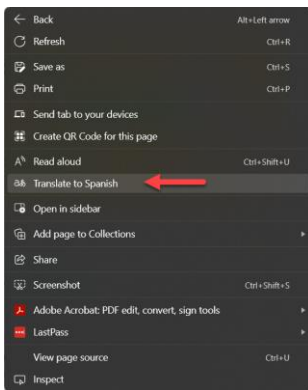 Back Alt+Left arrow
Refresh Ctrl+R
Save as Ctrl+S
Print Ctrl+P
Send tab to your devices
Create QR Code for this page
Read aloud Ctrl+Shift+U
Translate to Spanish
Open in sidebar
Add page to Collections
Share
Screenshot Ctrl+Shift+S
Adobe Acrobat: PDF edit, convert, sign tools
LastPass
View page source Ctrl+U
Inspect